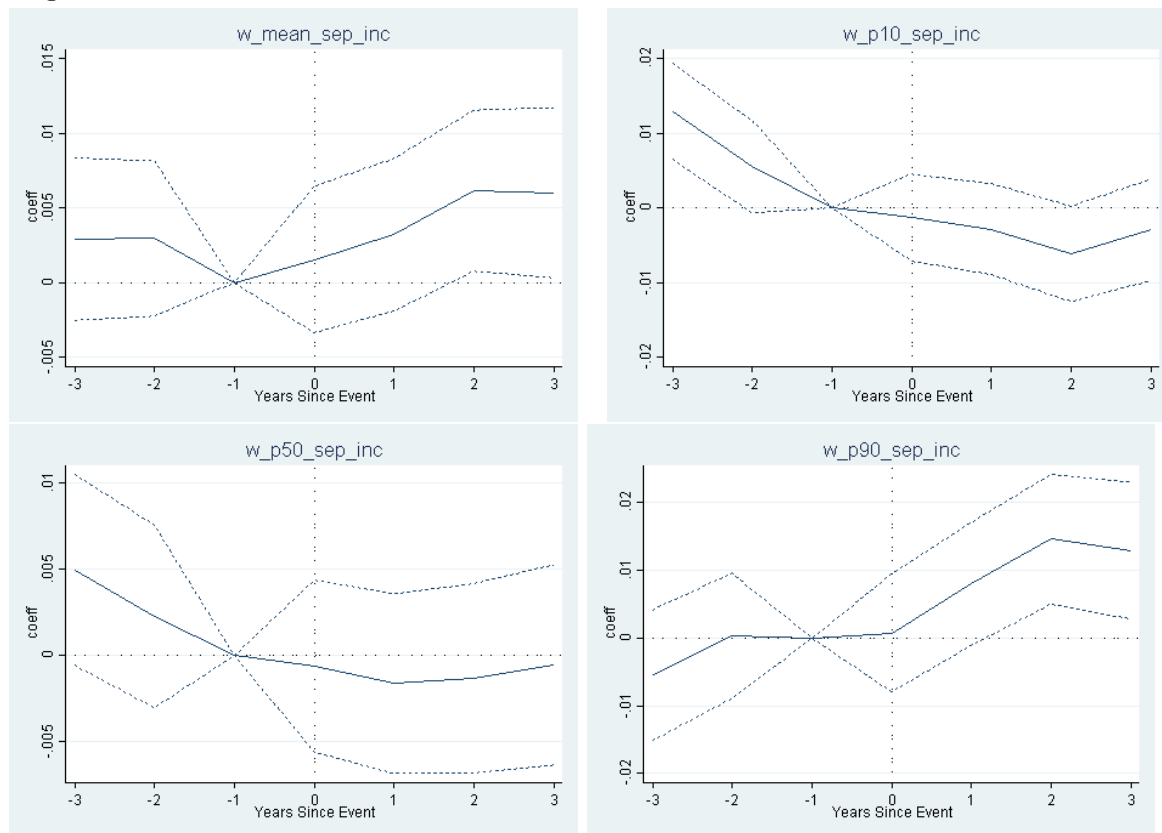 w_mean_sep_inc
.015
.01
.005
0
-.005
coeff
-3 -2 -1 0 1 2 3
Years Since Event
w_p10_sep_inc
.02
.01
0
-.01
-.02
coeff
-3 -2 -1 0 1 2 3
Years Since Event
w_p50_sep_inc
.01
.005
0
-.005
coeff
-3 -2 -1 0 1 2 3
Years Since Event
w_p90_sep_inc
.02
.01
0
-.01
-.02
coeff
-3 -2 -1 0 1 2 3
Years Since Event